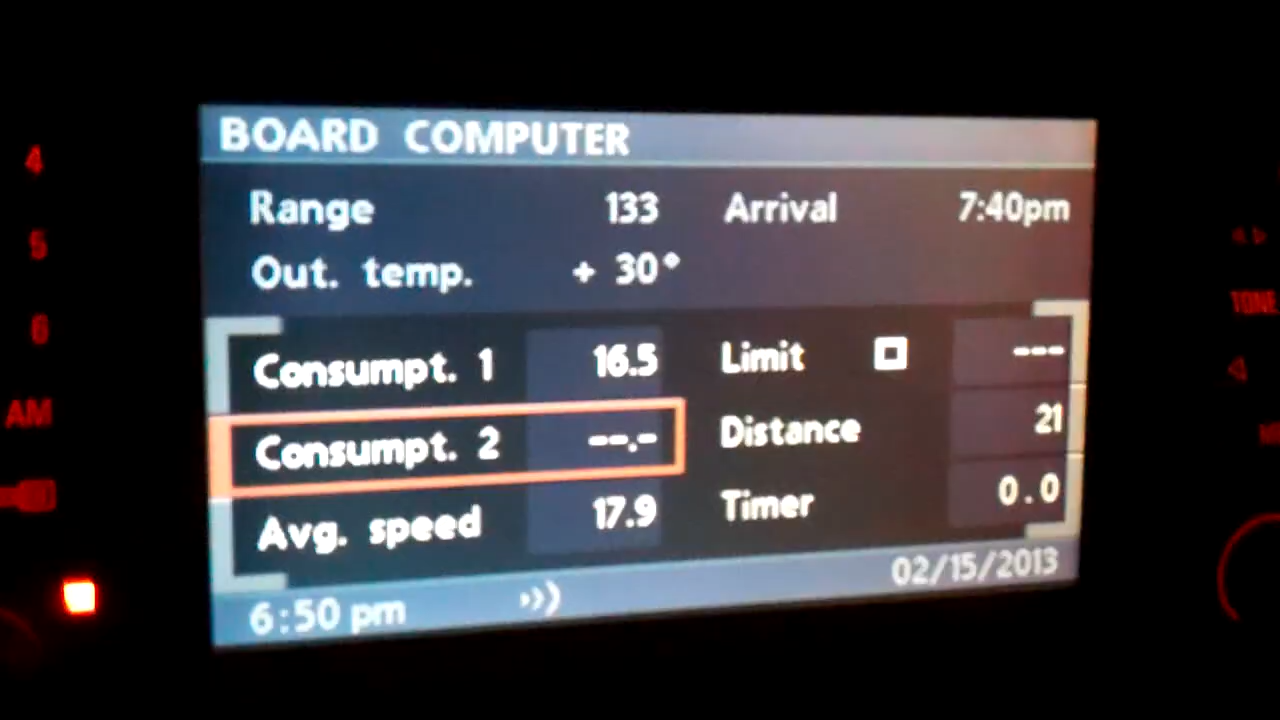 BOARD COMPUTER
4
Range 133 Arrival 7:40pm
5
Out. temp. + 30°
TONE
6
Consumpt. 1 16.5 Limit ---
AM
Consumpt. 2 --.- Distance 21
Avg. speed 17.9 Timer 0.0
6:50 pm 02/15/2013